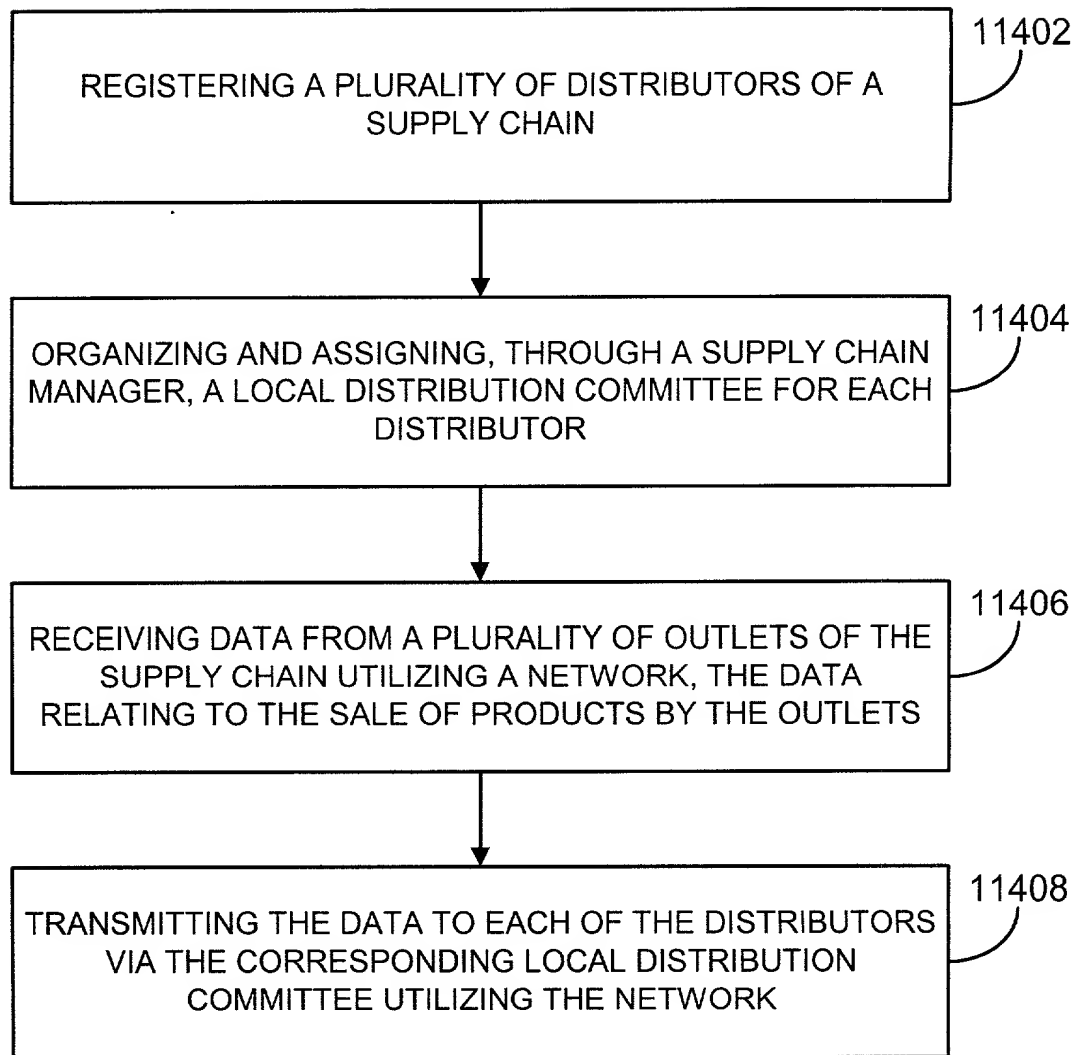 11402
REGISTERING A PLURALITY OF DISTRIBUTORS OF A
SUPPLY CHAIN
11404
ORGANIZING AND ASSIGNING, THROUGH A SUPPLY CHAIN
MANAGER, A LOCAL DISTRIBUTION COMMITTEE FOR EACH
DISTRIBUTOR
11406
RECEIVING DATA FROM A PLURALITY OF OUTLETS OF THE
SUPPLY CHAIN UTILIZING A NETWORK, THE DATA
RELATING TO THE SALE OF PRODUCTS BY THE OUTLETS
11408
TRANSMITTING THE DATA TO EACH OF THE DISTRIBUTORS
VIA THE CORRESPONDING LOCAL DISTRIBUTION
COMMITTEE UTILIZING THE NETWORK